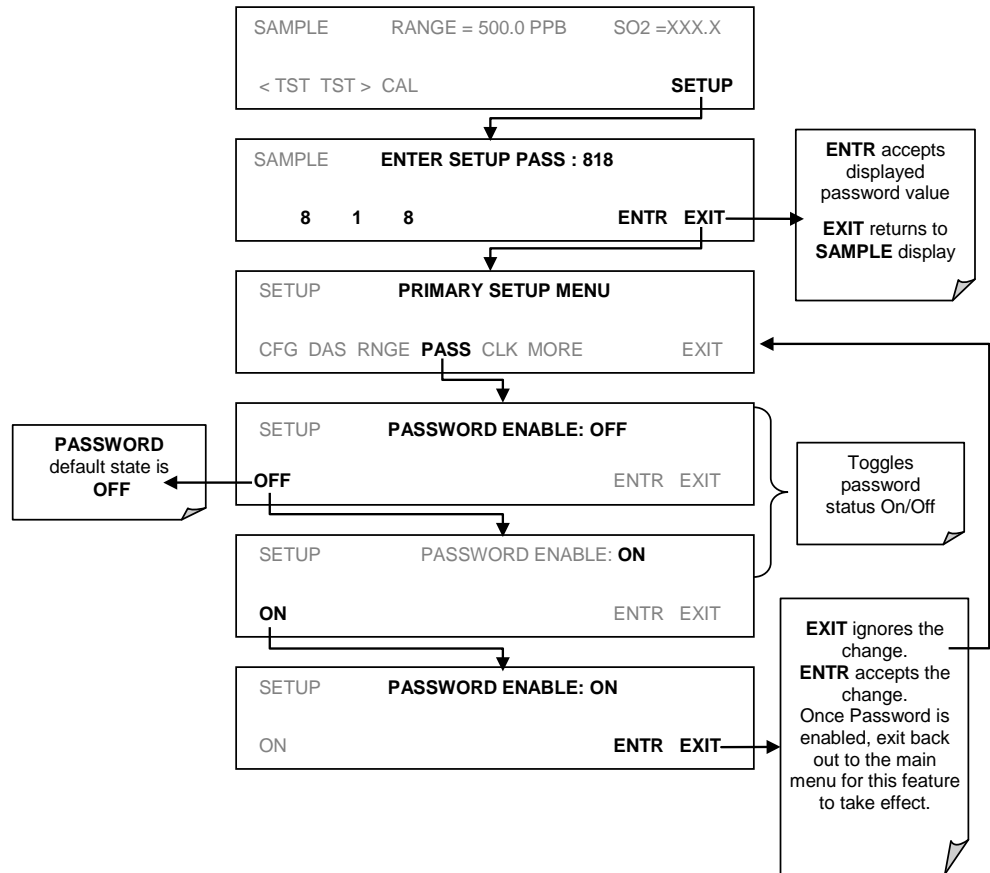 SAMPLE RANGE = 500.0 PPB SO2 =XXX.X
< TST TST > CAL SETUP
SAMPLE ENTER SETUP PASS : 818
8 1 8 ENTR EXIT
ENTR accepts
displayed
password value
EXIT returns to
SAMPLE display
SETUP PRIMARY SETUP MENU
CFG DAS RNGE PASS CLK MORE EXIT
SETUP PASSWORD ENABLE: OFF
OFF ENTR EXIT
PASSWORD
default state is
OFF
Toggles
password
status On/Off
SETUP PASSWORD ENABLE: ON
ON ENTR EXIT
SETUP PASSWORD ENABLE: ON
ON ENTR EXIT
EXIT ignores the
change.
ENTR accepts the
change.
Once Password is
enabled, exit back
out to the main
menu for this feature
to take effect.